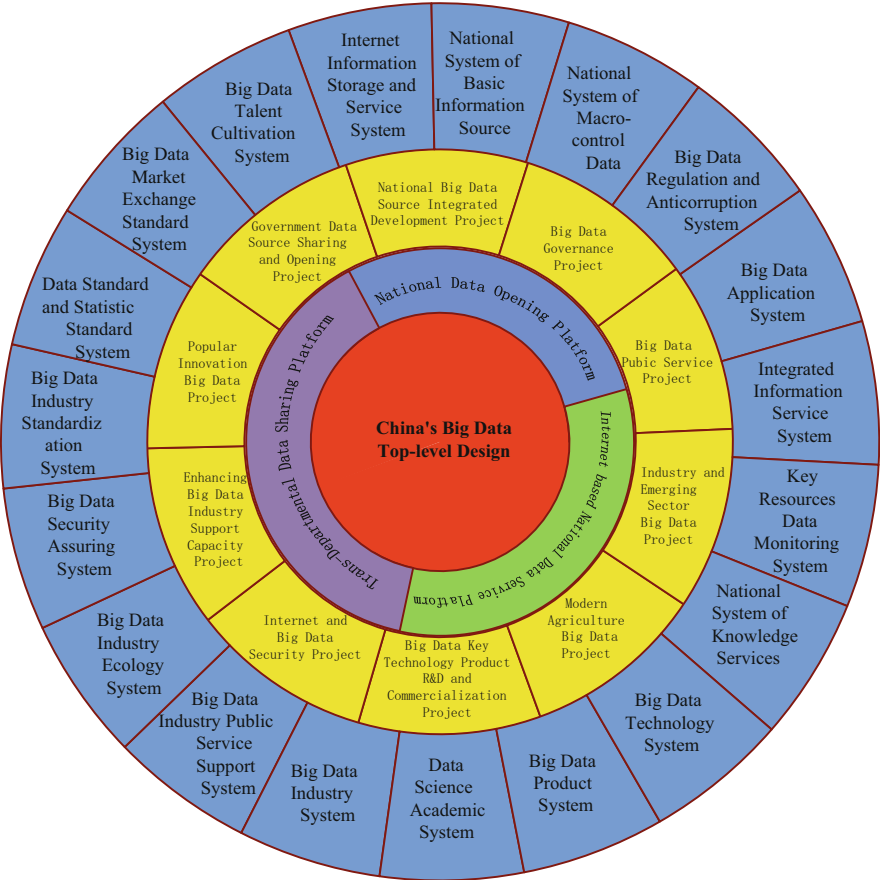 China's Big Data
Top-level Design
National Data Opening Platform
Internet based National Data Service Platform
Trans-Departmental Data Sharing Platform
National Big Data
Source Integrated
Development Project
Big Data
Governance
Project
Big Data
Pubic Service
Project
Industry and
Emerging
Sector
Big Data
Project
Modern
Agriculture
Big Data
Project
Big Data Key
Technology Product
R&D and
Commercialization
Project
Internet and
Big Data
Security Project
Enhancing
Big Data
Industry
Support
Capacity
Project
Popular
Innovation
Big Data
Project
Government Data
Source Sharing
and Opening
Project
National
System of
Basic
Information
Source
National
System of
Macro-
control
Data
Big Data
Regulation and
Anticorruption
System
Big Data
Application
System
Integrated
Information
Service
System
Key
Resources
Data
Monitoring
System
National
System of
Knowledge
Services
Big Data
Technology
System
Big Data
Product
System
Data
Science
Academic
System
Big Data
Industry
System
Big Data
Industry Public
Service
Support
System
Big Data
Industry
Ecology
System
Big Data
Security
Assuring
System
Big Data
Industry
Standardiz
ation
System
Data Standard
and Statistic
Standard
System
Big Data
Market
Exchange
Standard
System
Big Data
Talent
Cultivation
System
Internet
Information
Storage and
Service
System